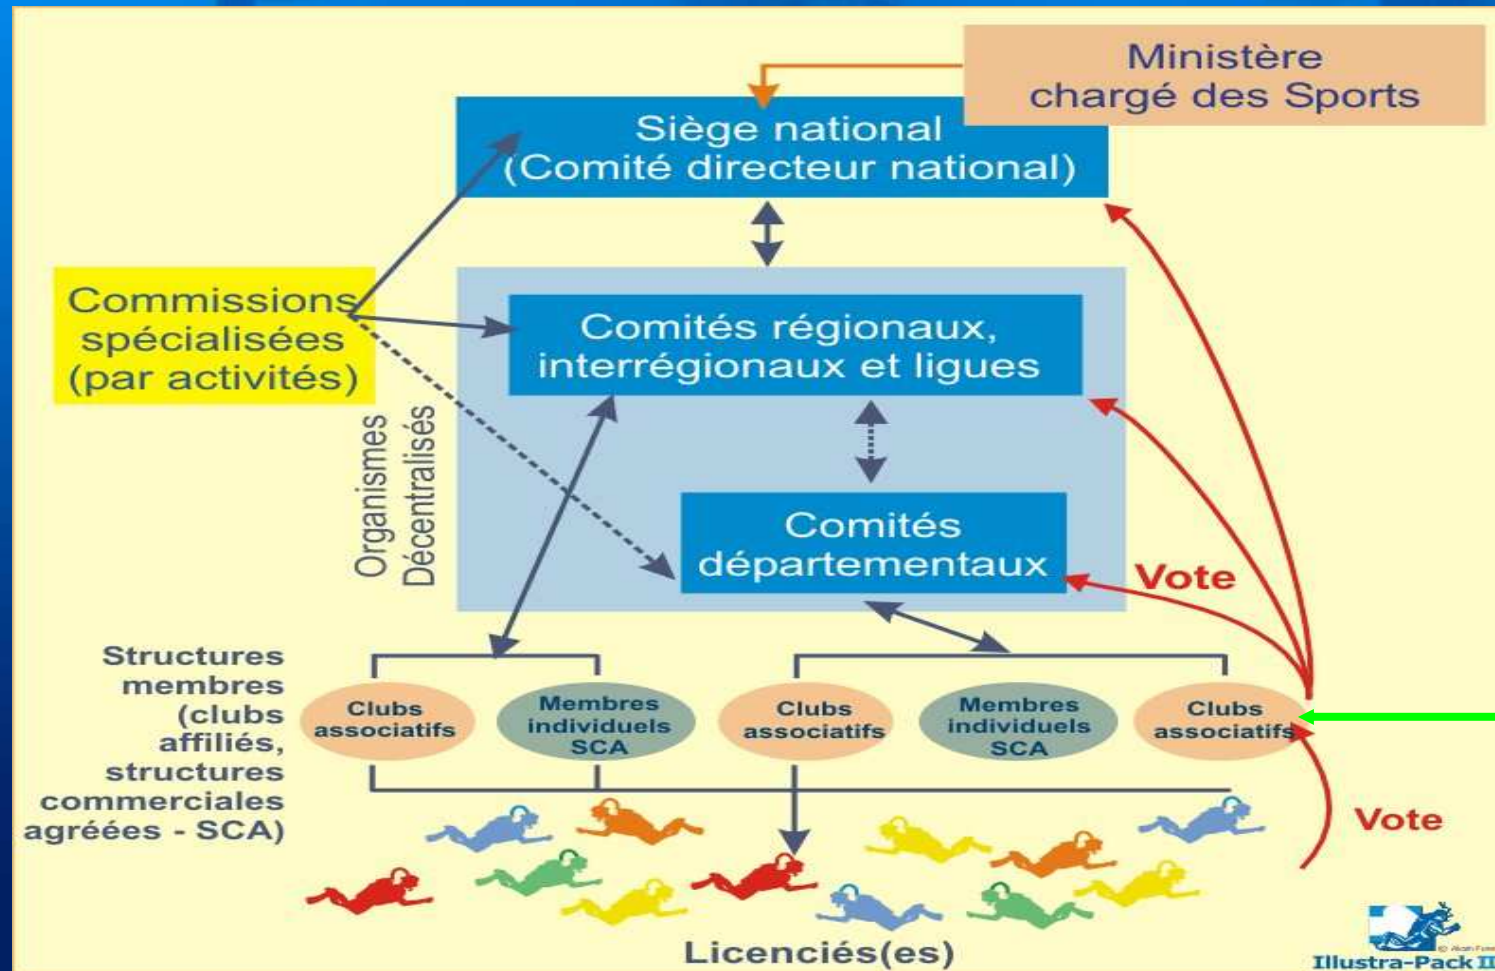 Ministère
chargé des Sports
Siège national
(Comité directeur national)
Commissions
spécialisées
(par activités)
Comités régionaux,
interrégionaux et ligues
Organismes
Décentralisés
Comités
départementaux
Vote
Structures
membres
(clubs
affiliés,
structures
commerciales
agréées - SCA)
Clubs
associatifs
Membres
individuels
SCA
Clubs
associatifs
Membres
individuels
SCA
Clubs
associatifs
Vote
Licenciés(es)
Illustra-Pack II